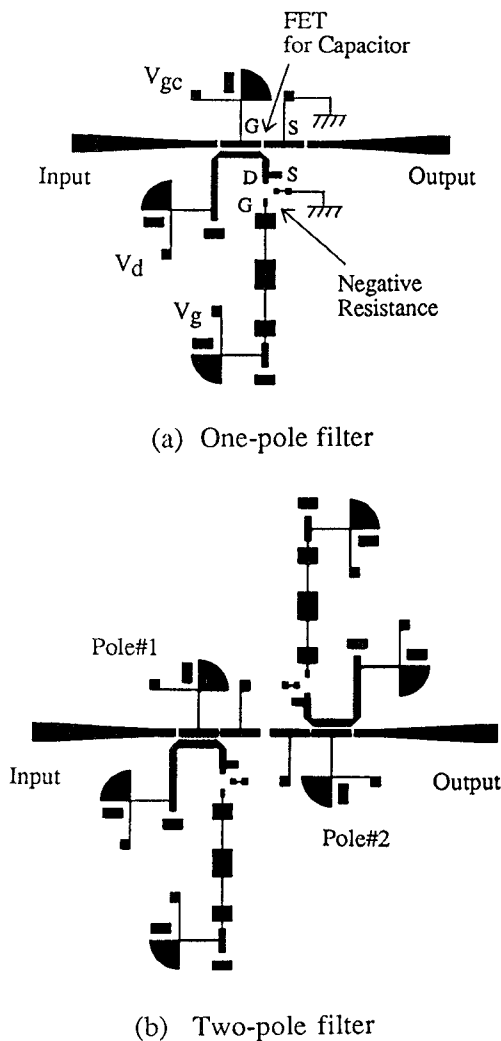 FET
for Capacitor
Vgc
G
S
Input
Output
D
S
G
Vd
Negative
Resistance
Vg
(a) One-pole filter
Pole#1
Input
Output
Pole#2
(b) Two-pole filter